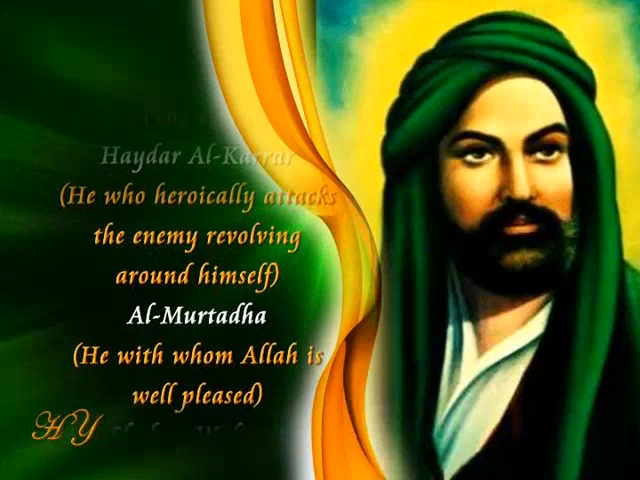 Haydar Al-Karrar
(He who heroically attacks
the enemy revolving
around himself)
Al-Murtadha
(He with whom Allah is
well pleased)
HY